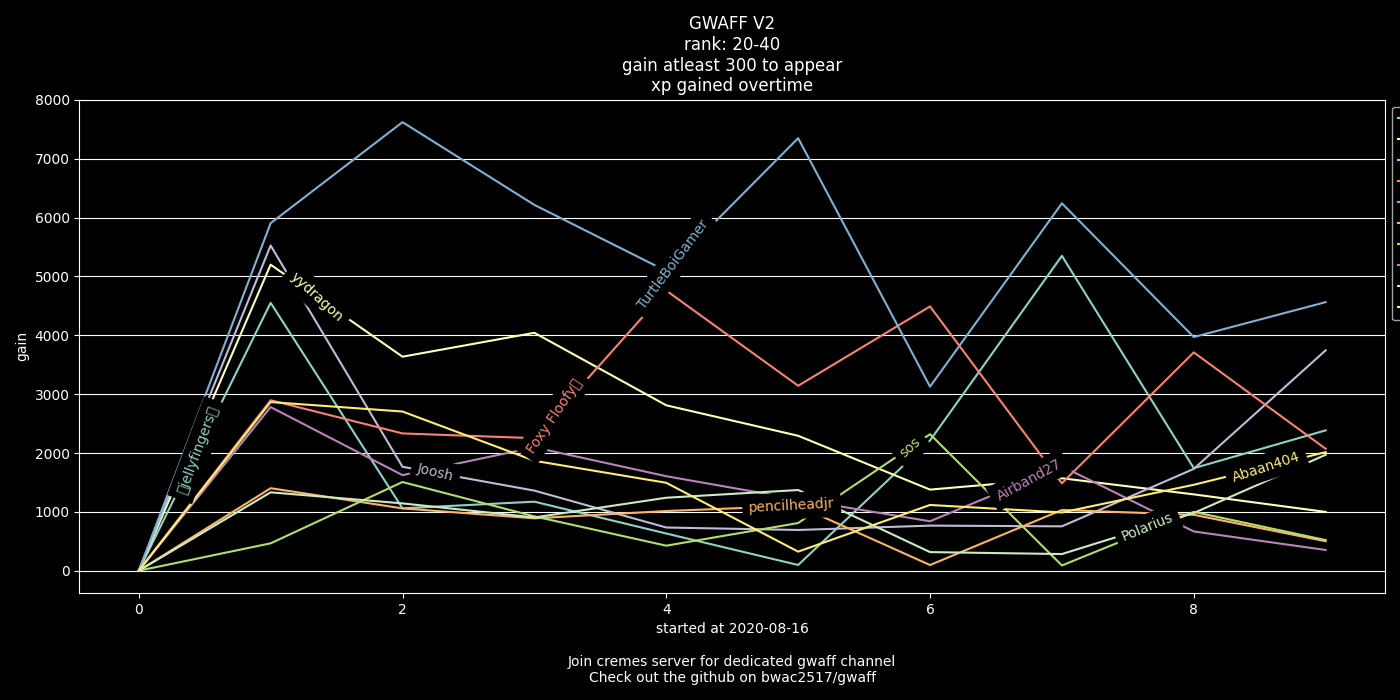 GWAFF V2
rank: 20-40
gain atleast 300 to appear
xp gained overtime
8000
7000
6000
5000
4000
3000
2000
1000
0
gain
yydragon
TurtleBoiGamer
jellyfingers
Foxy Floofy
Joosh
sos
Airband27
Abaan404
pencilheadjr
Polarius
0 2 4 6 8
started at 2020-08-16
Join cremes server for dedicated gwaff channel
Check out the github on bwac2517/gwaff